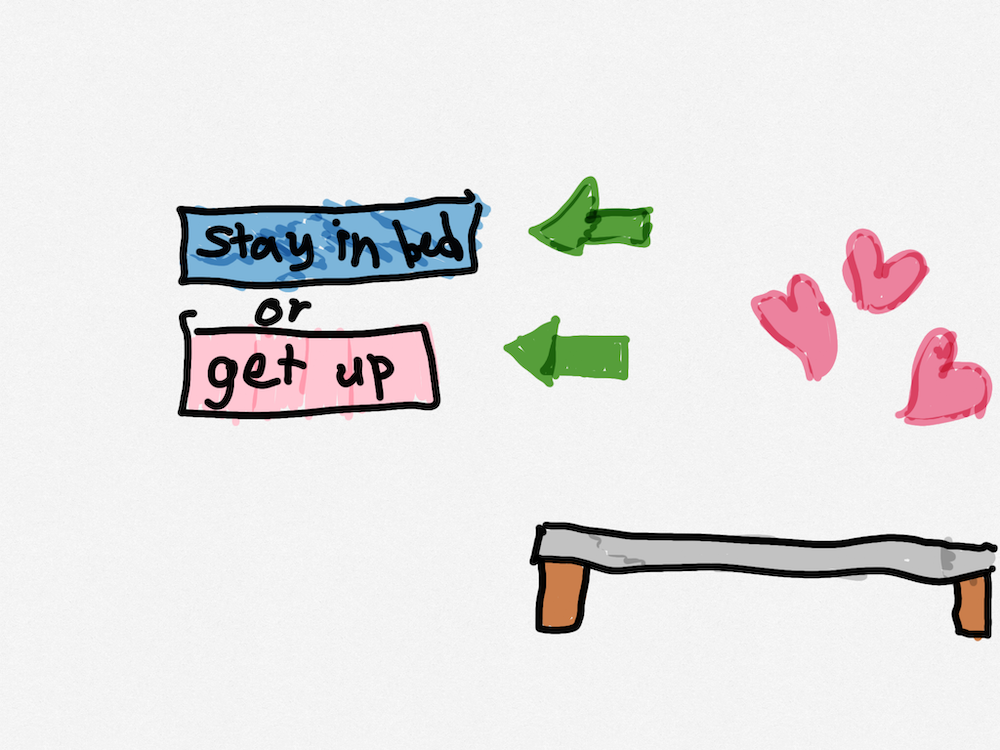 stay in bed
or
get up